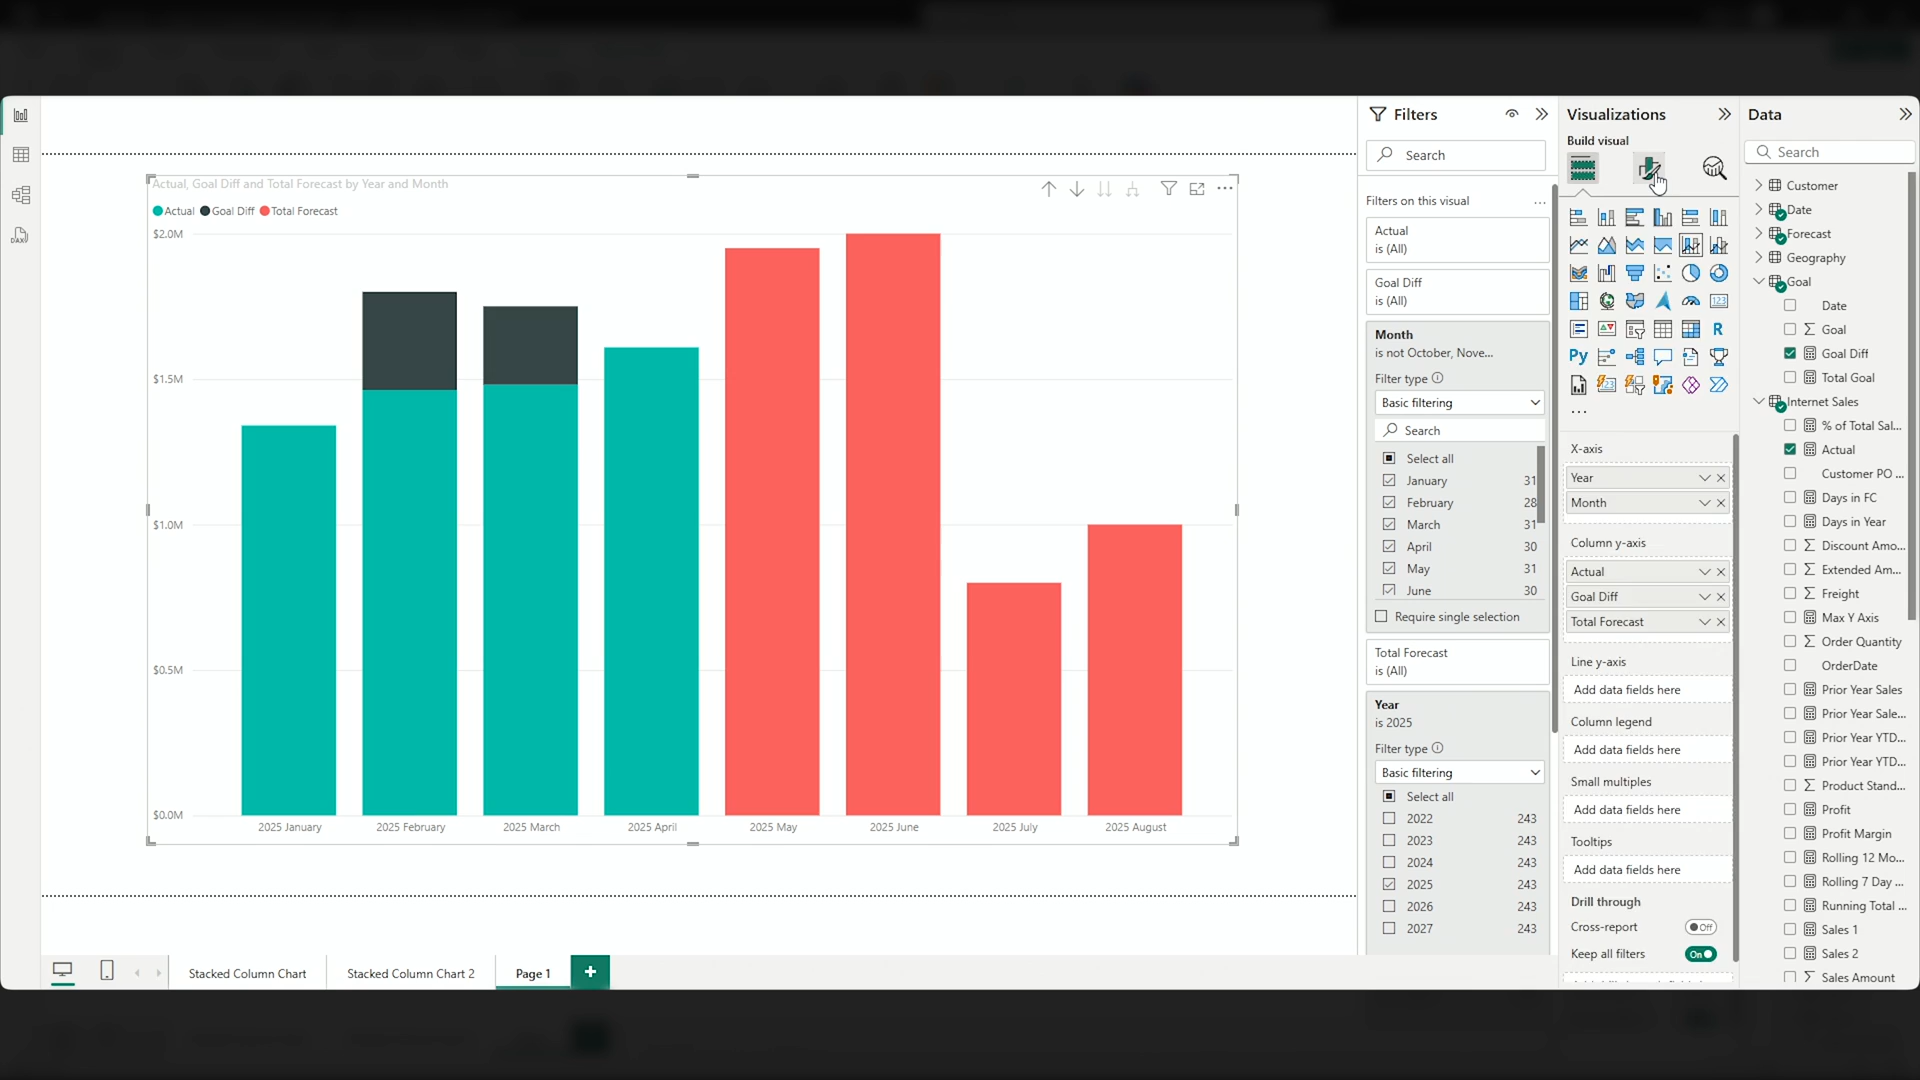 Actual, Goal Diff and Total Forecast by Year and Month
Actual Goal Diff Total Forecast
$2.0M
$1.5M
$1.0M
$0.5M
$0.0M
2025 January 2025 February 2025 March 2025 April 2025 May 2025 June 2025 July 2025 August
Stacked Column Chart Stacked Column Chart 2 Page 1
Filters
Search
Filters on this visual
Actual
is (All)
Goal Diff
is (All)
Month
is not October, Nove...
Filter type
Basic filtering
Search
Select all
January 31
February 28
March 31
April 30
May 31
June 30
Require single selection
Total Forecast
is (All)
Year
is 2025
Filter type
Basic filtering
Select all
2022 243
2023 243
2024 243
2025 243
2026 243
2027 243
Visualizations
Build visual
123
R
Py
X-axis
Year
Month
Column y-axis
Actual
Goal Diff
Total Forecast
Line y-axis
Add data fields here
Column legend
Add data fields here
Small multiples
Add data fields here
Tooltips
Add data fields here
Drill through
Cross-report Off
Keep all filters On
Data
Search
Customer
Date
Forecast
Geography
Goal
Date
Goal
Goal Diff
Total Goal
Internet Sales
% of Total Sal...
Actual
Customer PO ...
Days in FC
Days in Year
Discount Amo...
Extended Am...
Freight
Max Y Axis
Order Quantity
OrderDate
Prior Year Sales
Prior Year Sale...
Prior Year YTD...
Prior Year YTD...
Product Stand...
Profit
Profit Margin
Rolling 12 Mo...
Rolling 7 Day ...
Running Total ...
Sales 1
Sales 2
Sales Amount